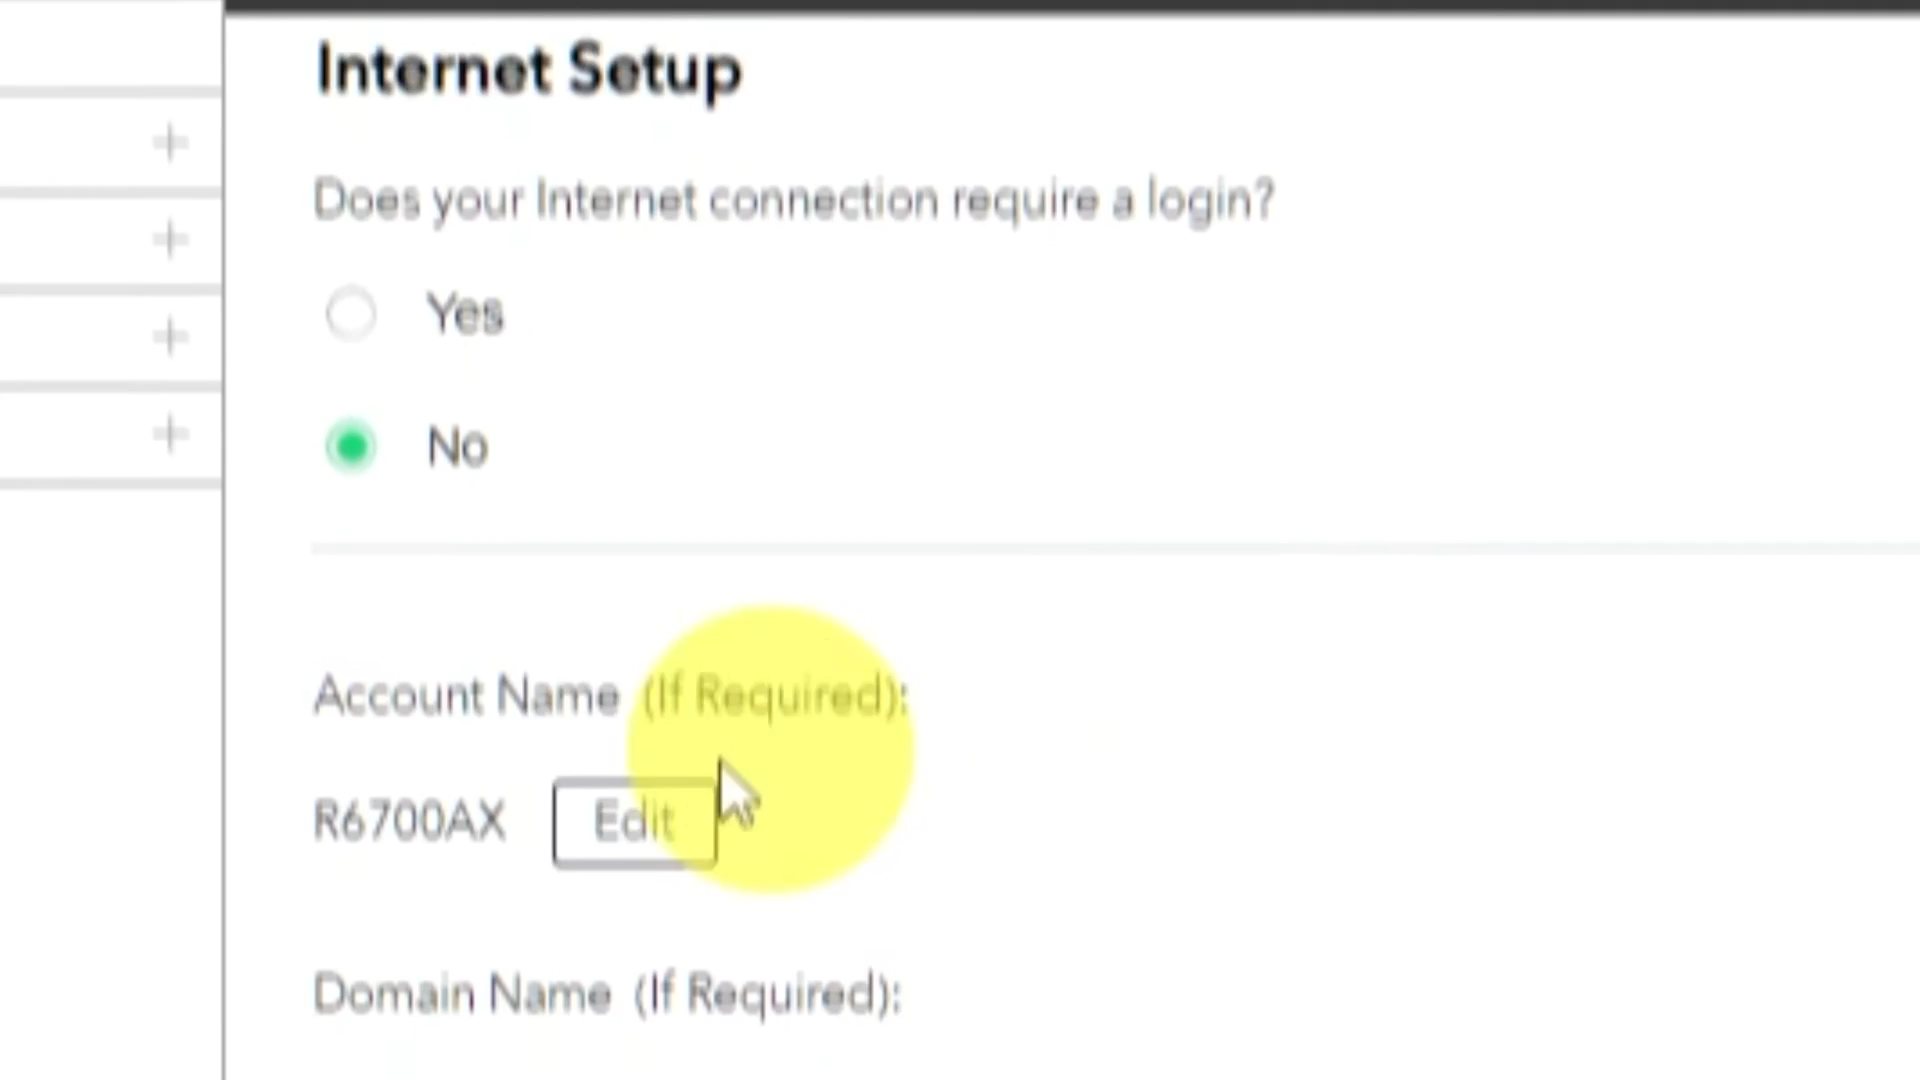 Internet Setup
Does your Internet connection require a login?
Yes
No
Account Name (If Required):
R6700AX Edit
Domain Name (If Required):